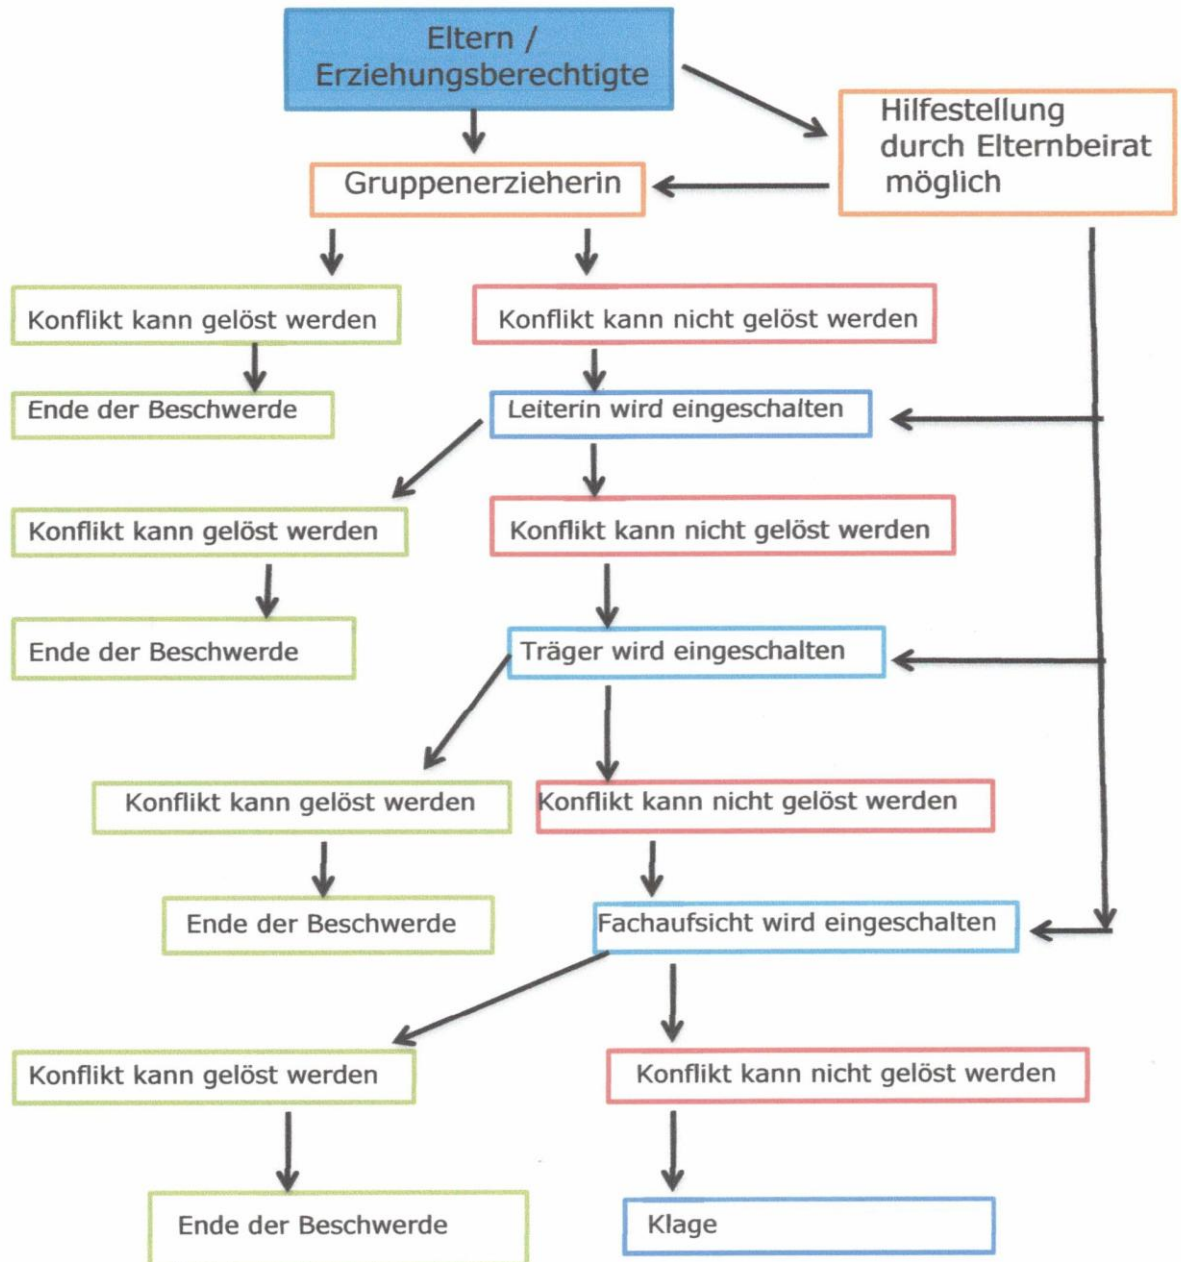 Eltern /
Erziehungsberechtigte
Hilfestellung
durch Elternbeirat
möglich
Gruppenerzieherin
Konflikt kann gelöst werden
Konflikt kann nicht gelöst werden
Ende der Beschwerde
Leiterin wird eingeschalten
Konflikt kann gelöst werden
Konflikt kann nicht gelöst werden
Ende der Beschwerde
Träger wird eingeschalten
Konflikt kann gelöst werden
Konflikt kann nicht gelöst werden
Ende der Beschwerde
Fachaufsicht wird eingeschalten
Konflikt kann gelöst werden
Konflikt kann nicht gelöst werden
Ende der Beschwerde
Klage